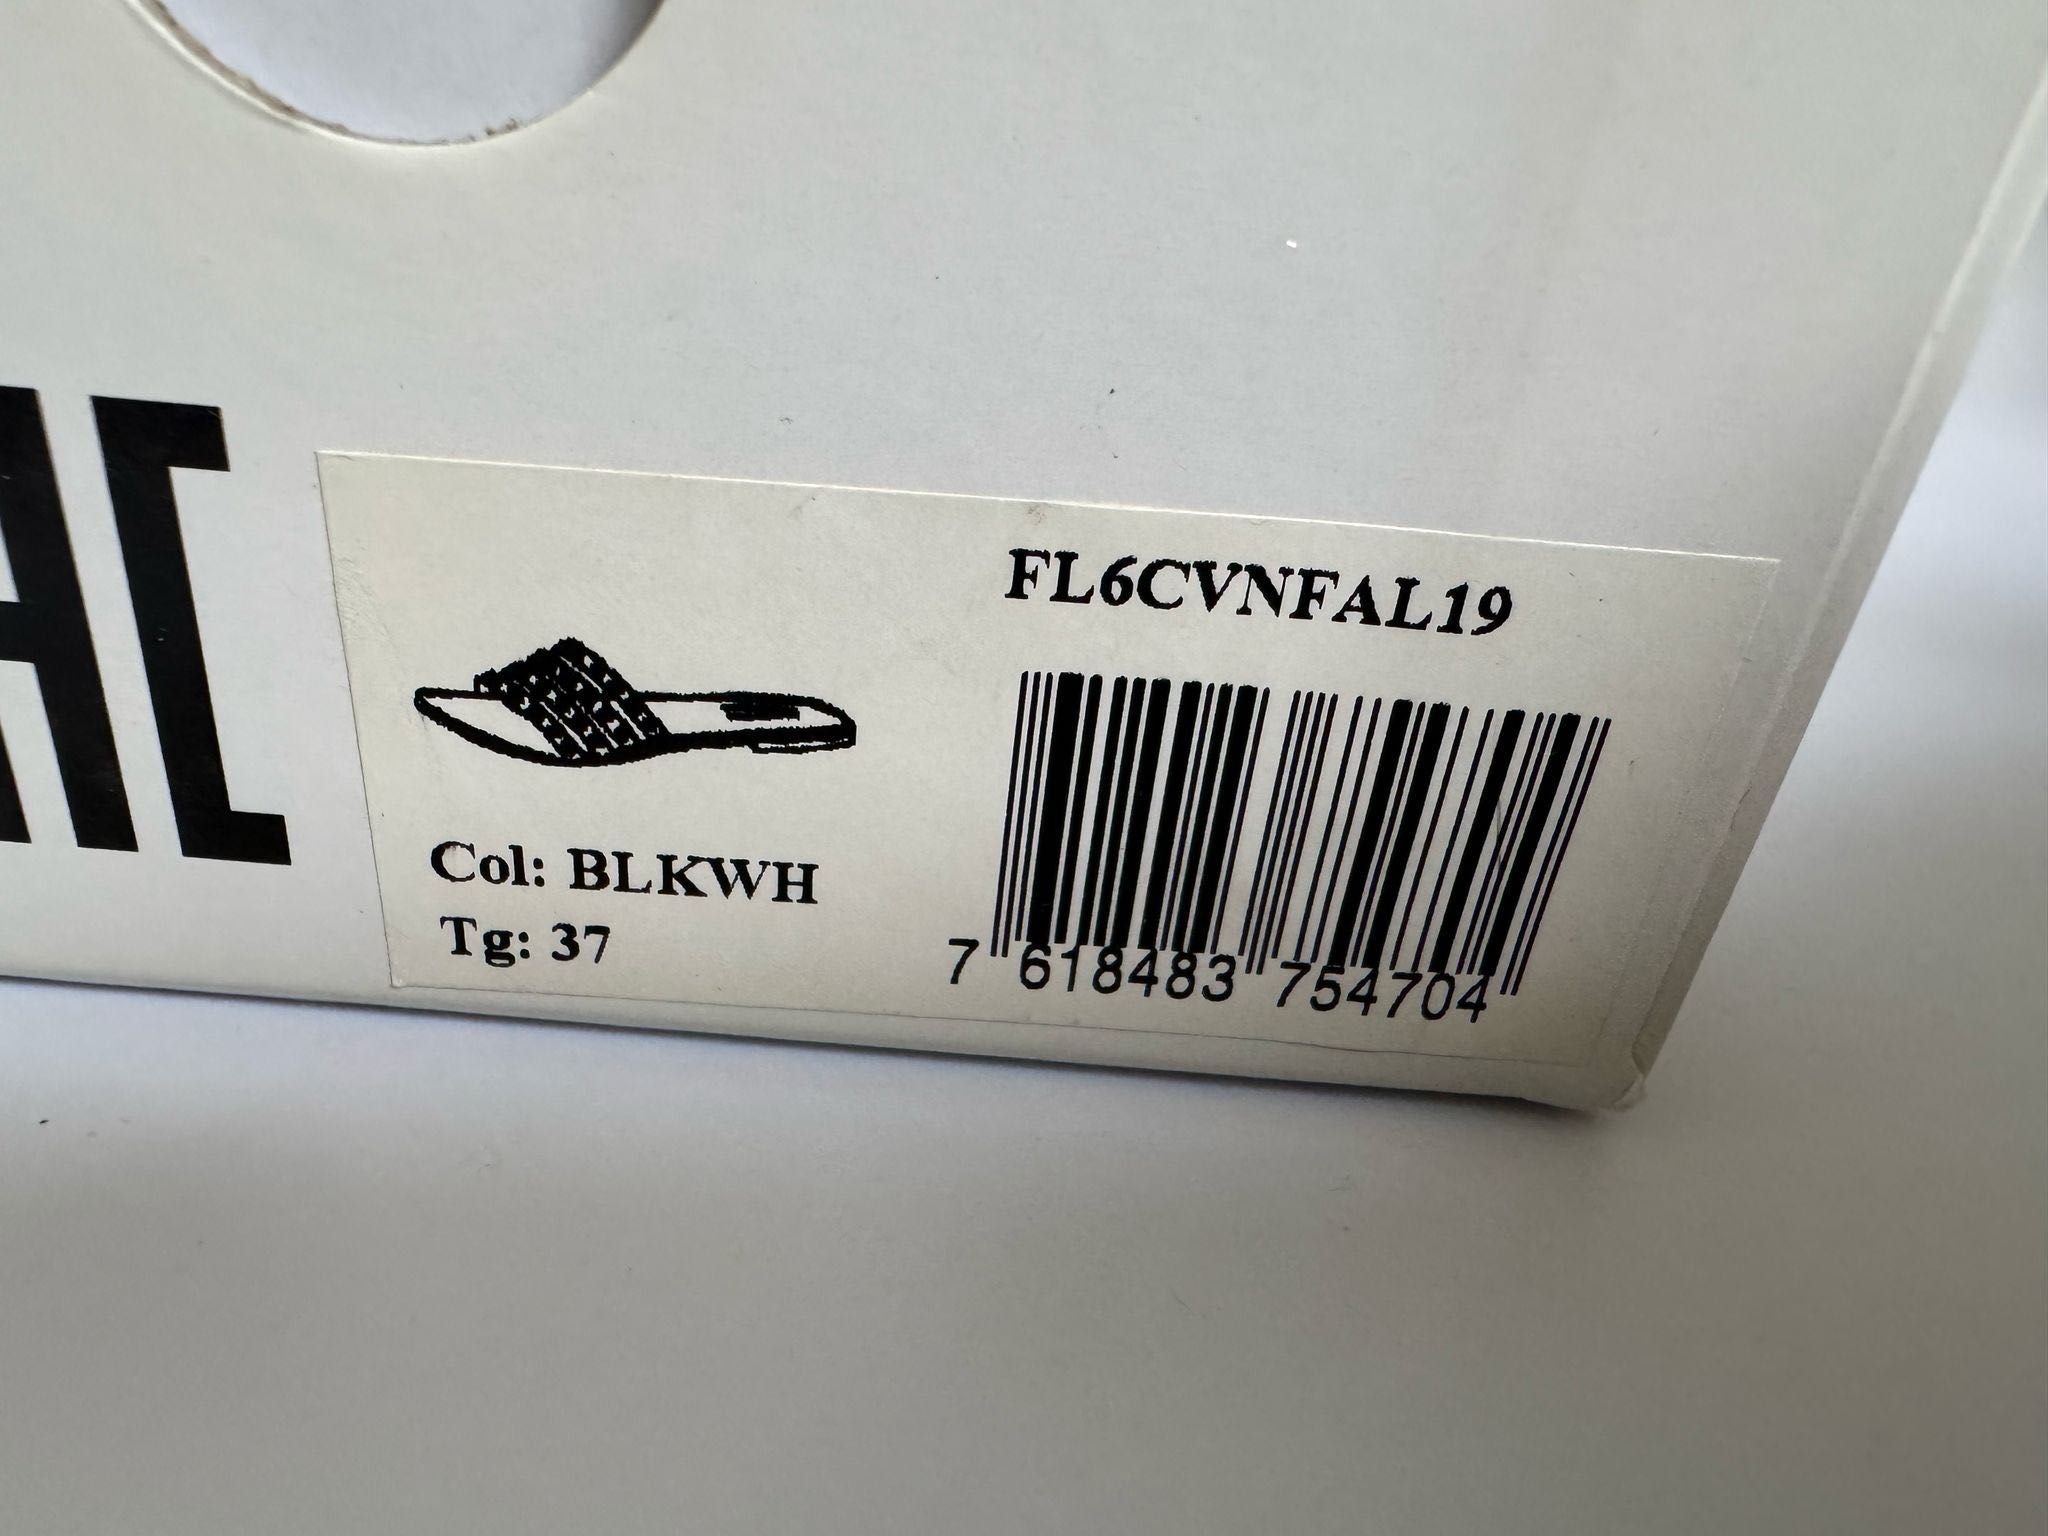 FL6CVNFAL19
Col: BLKWH
Tg: 37
7 618483 754704